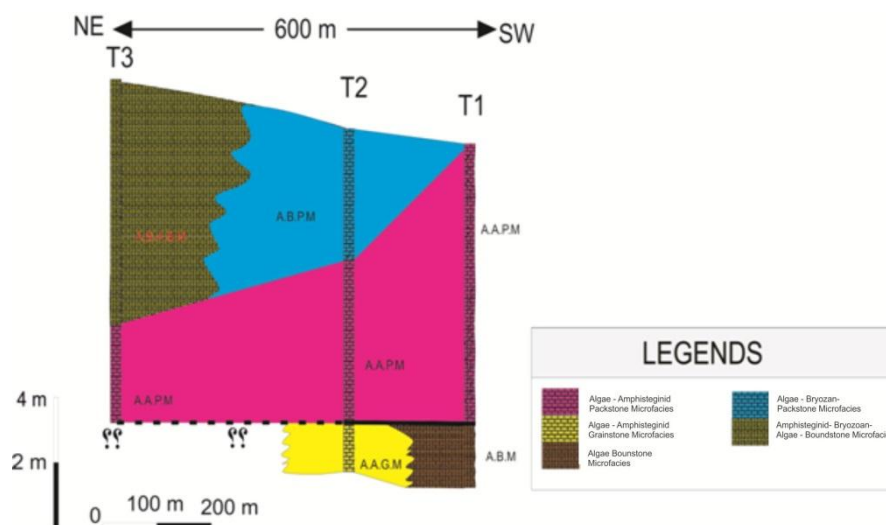 NE 600 m SW
T3
T2
T1
A.B.P.M
A.A.P.M
A.A.P.M
A.A.P.M
⸮⸮ ⸮⸮
A.A.G.M
A.B.M
4 m
2 m
0 100 m 200 m
LEGENDS
Algae - Amphisteginid
Packstone Microfacies
Algae - Amphisteginid
Grainstone Microfacies
Algae Bounstone
Microfacies
Algae - Bryozan-
Packstone Microfacies
Amphisteginid- Bryozoan-
Algae - Boundstone Microfacie